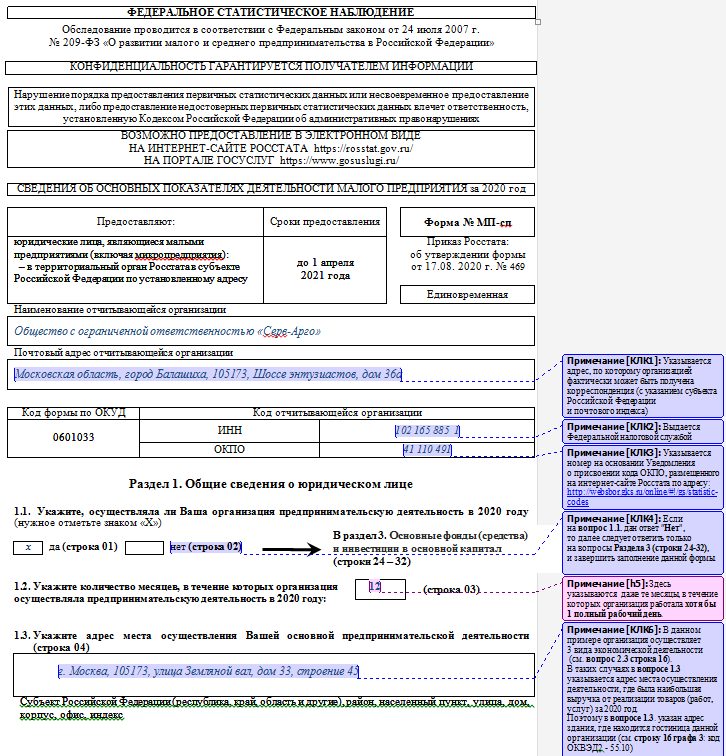 ФЕДЕРАЛЬНОЕ СТАТИСТИЧЕСКОЕ НАБЛЮДЕНИЕ
Обследование проводится в соответствии с Федеральным законом от 24 июля 2007 г.
№ 209-ФЗ «О развитии малого и среднего предпринимательства в Российской Федерации»
КОНФИДЕНЦИАЛЬНОСТЬ ГАРАНТИРУЕТСЯ ПОЛУЧАТЕЛЕМ ИНФОРМАЦИИ
Нарушение порядка предоставления первичных статистических данных или несвоевременное предоставление
этих данных, либо предоставление недостоверных первичных статистических данных влечет ответственность,
установленную Кодексом Российской Федерации об административных правонарушениях
ВОЗМОЖНО ПРЕДОСТАВЛЕНИЕ В ЭЛЕКТРОННОМ ВИДЕ
НА ИНТЕРНЕТ-САЙТЕ РОССТАТА https://rosstat.gov.ru/
НА ПОРТАЛЕ ГОСУСЛУГ https://www.gosuslugi.ru/
СВЕДЕНИЯ ОБ ОСНОВНЫХ ПОКАЗАТЕЛЯХ ДЕЯТЕЛЬНОСТИ МАЛОГО ПРЕДПРИЯТИЯ за 2020 год
Предоставляют:
Сроки предоставления
юридические лица, являющиеся малыми
предприятиями (включая микропредприятия):
– в территориальный орган Росстата в субъекте
Российской Федерации по установленному адресу
до 1 апреля
2021 года
Форма № МП-сп
Приказ Росстата:
об утверждении формы
от 17.08. 2020 г. № 469
Единовременная
Наименование отчитывающейся организации
Общество с ограниченной ответственностью «Серв-Арго»
Почтовый адрес отчитывающейся организации
Московская область, город Балашиха, 105173, Шоссе энтузиастов, дом 36а
Код формы по ОКУД
Код отчитывающейся организации
0601033
ИНН
102 165 885 1
ОКПО
41 110 491
Раздел 1. Общие сведения о юридическом лице
1.1. Укажите, осуществляла ли Ваша организация предпринимательскую деятельность в 2020 году
(нужное отметьте знаком «X»)
х да (строка 01) нет (строка 02)
В раздел 3. Основные фонды (средства)
и инвестиции в основной капитал
(строки 24 – 32)
1.2. Укажите количество месяцев, в течение которых организация
осуществляла предпринимательскую деятельность в 2020 году:
12
(строка 03)
1.3. Укажите адрес места осуществления Вашей основной предпринимательской деятельности
(строка 04)
г. Москва, 105173, улица Земляной вал, дом 33, строение 45
Субъект Российской Федерации (республика, край, область и другие), район, населенный пункт, улица, дом,
корпус, офис, индекс
Примечание [КЛК1]: Указывается
адрес, по которому организацией
фактически может быть получена
корреспонденция (с указанием субъекта
Российской Федерации
и почтового индекса)
Примечание [КЛК2]: Выдается
Федеральной налоговой службой
Примечание [КЛК3]: Указывается
номер на основании Уведомления
о присвоении кода ОКПО, размещенного
на интернет-сайте Росстата по адресу:
http://websbor.gks.ru/online/#!/gs/statistic-
codes
Примечание [КЛК4]: Если
на вопрос 1.1. дан ответ "Нет",
то далее следует ответить только
на вопросы Раздела 3 (строки 24-32),
и завершить заполнение данной формы
Примечание [h5]: Здесь
указываются даже те месяцы, в течение
которых организация работала хотя бы
1 полный рабочий день.
Примечание [КЛК6]: В данном
примере организация осуществляет
3 вида экономической деятельности
(см. вопрос 2.3 строка 16).
В таких случаях в вопросе 1.3
указывается адрес места осуществления
деятельности, где была наибольшая
выручка от реализации товаров (работ,
услуг) за 2020 год.
Поэтому в вопросе 1.3. указан адрес
здания, где находится гостиница данной
организации (см. строку 16 графа 3: код
ОКВЭД2 - 55.10)